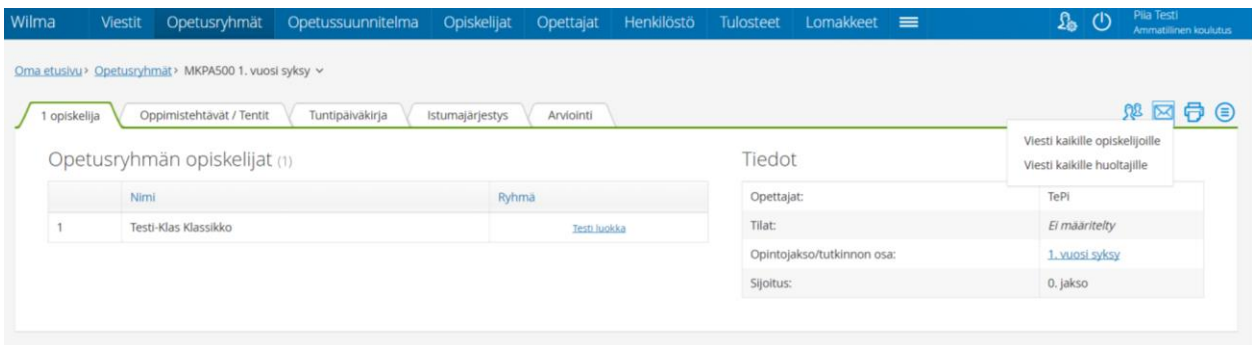 Wilma Viestit Opetusryhmät Opetussuunnitelma Opiskelijat Opettajat Henkilöstö Tulosteet Lomakkeet
Piia Testi
Ammatillinen koulutus
Oma etusivu › Opetusryhmät › MKPA500 1. vuosi syksy
1 opiskelija Oppimistehtävät / Tentit Tuntipäiväkirja Istumajärjestys Arviointi
Viesti kaikille opiskelijoille
Viesti kaikille huoltajille
Opetusryhmän opiskelijat (1)
Nimi Ryhmä
1 Testi-Klas Klassikko Testi luokka
Tiedot
Opettajat: TePi
Tilat: Ei määritelty
Opintojakso/tutkinnon osa: 1. vuosi syksy
Sijoitus: 0. jakso